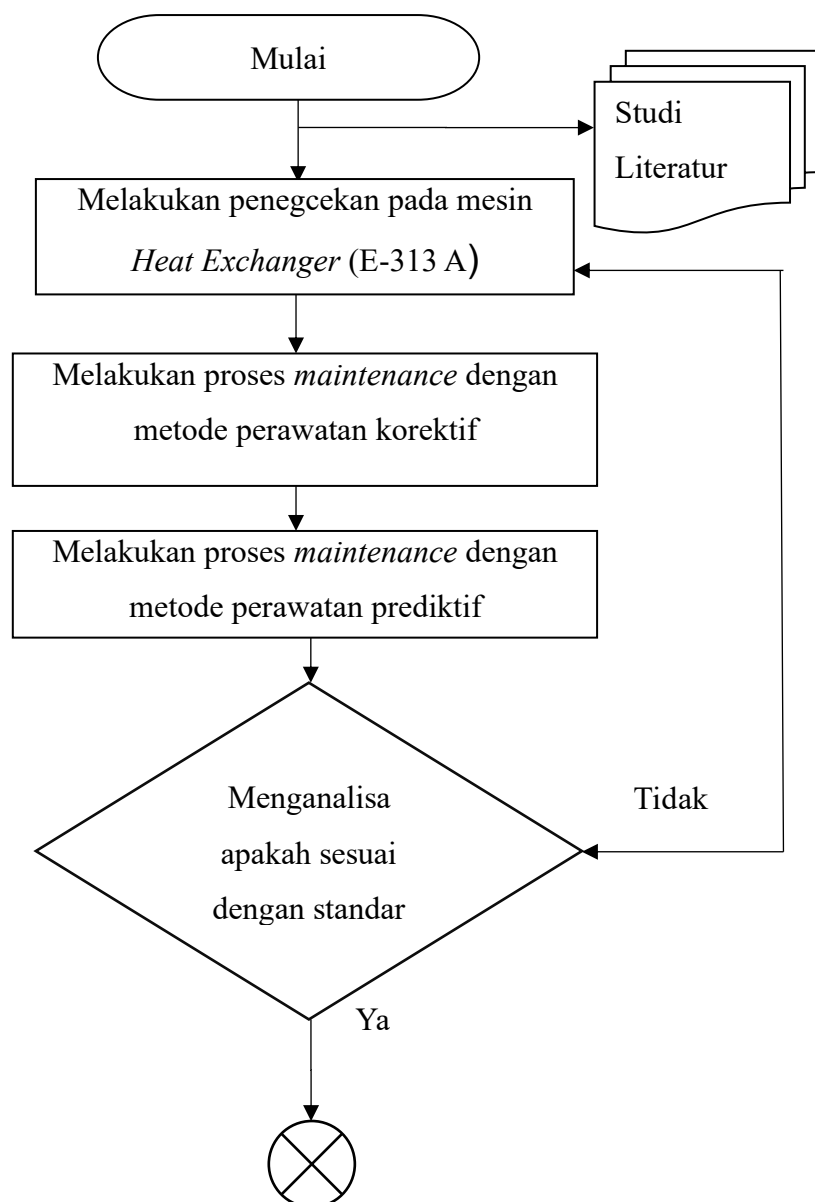 Mulai
Studi
Literatur
Melakukan penegcekan pada mesin
Heat Exchanger (E-313 A)
Melakukan proses maintenance dengan
metode perawatan korektif
Melakukan proses maintenance dengan
metode perawatan prediktif
Menganalisa
apakah sesuai
dengan standar
Tidak
Ya